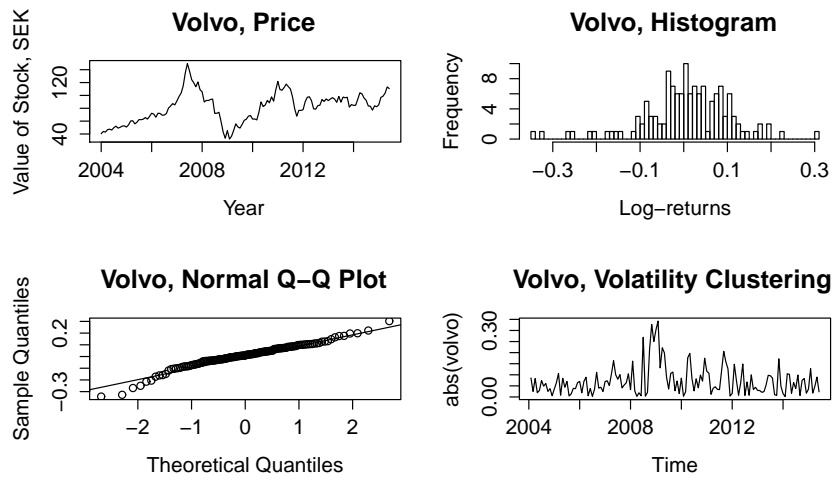 Volvo, Price
Value of Stock, SEK
40
120
2004
2008
2012
Year
Volvo, Histogram
Frequency
0
4
8
−0.3
−0.1
0.1
0.3
Log−returns
Volvo, Normal Q−Q Plot
Sample Quantiles
−0.3
0.2
−2
−1
0
1
2
Theoretical Quantiles
Volvo, Volatility Clustering
abs(volvo)
0.00
0.30
2004
2008
2012
Time